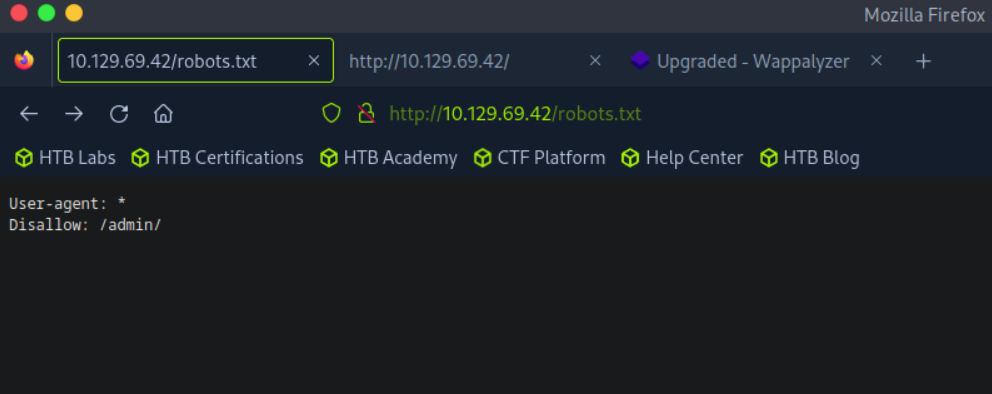 Mozilla Firefox
10.129.69.42/robots.txt
http://10.129.69.42/
Upgraded - Wappalyzer
http://10.129.69.42/robots.txt
HTB Labs HTB Certifications HTB Academy CTF Platform Help Center HTB Blog
User-agent: *
Disallow: /admin/